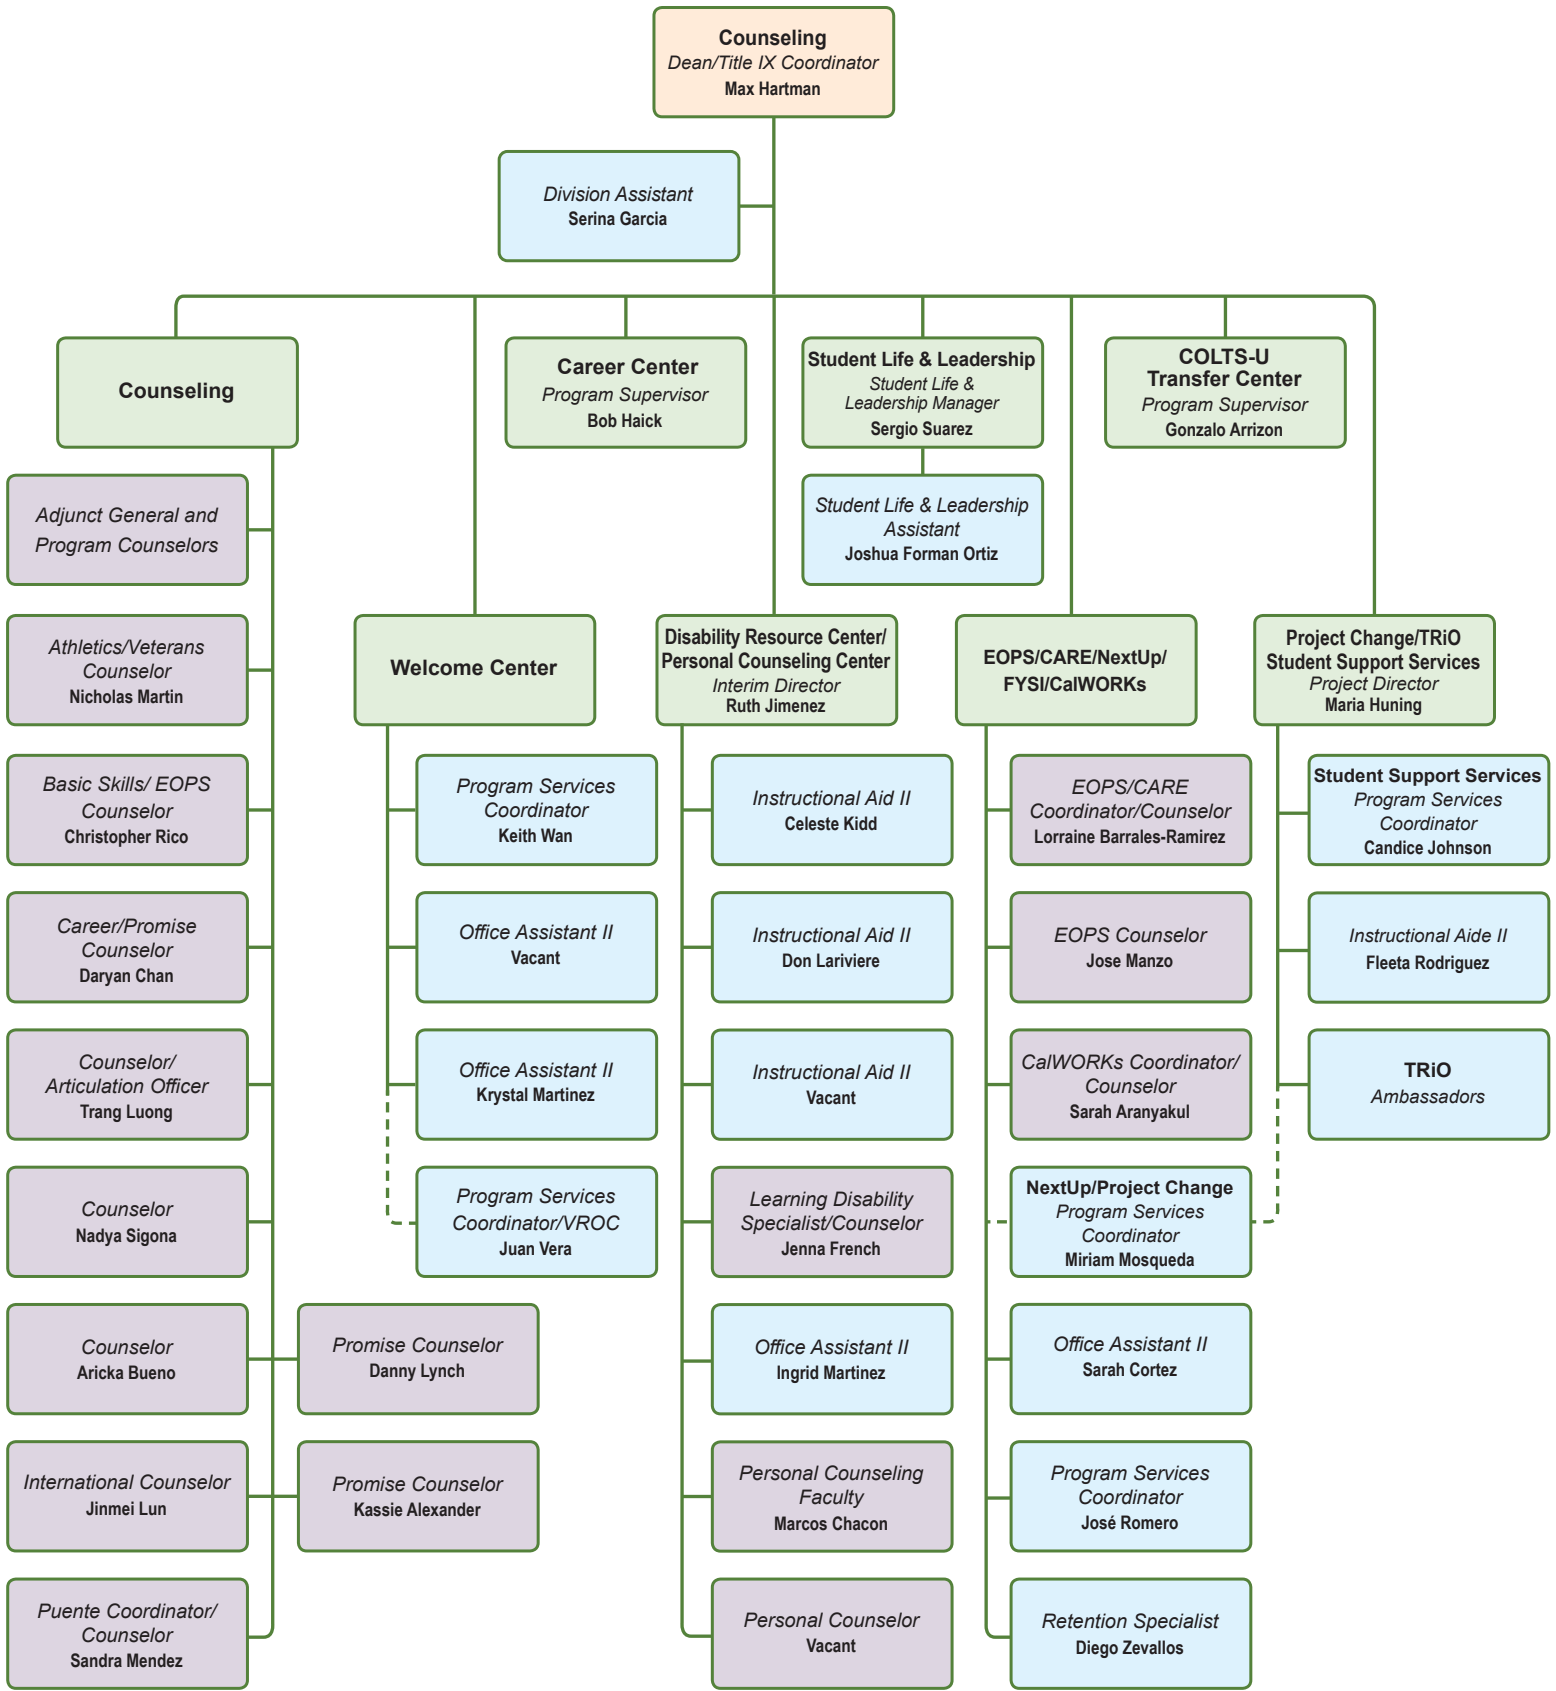 Counseling
Dean/Title IX Coordinator
Max Hartman
Division Assistant
Serina Garcia
Counseling
Career Center
Program Supervisor
Bob Haick
Student Life & Leadership
Student Life &
Leadership Manager
Sergio Suarez
COLTS-U
Transfer Center
Program Supervisor
Gonzalo Arrizon
Student Life & Leadership
Assistant
Joshua Forman Ortiz
Adjunct General and
Program Counselors
Athletics/Veterans
Counselor
Nicholas Martin
Basic Skills/ EOPS
Counselor
Christopher Rico
Career/Promise
Counselor
Daryan Chan
Counselor/
Articulation Officer
Trang Luong
Counselor
Nadya Sigona
Counselor
Aricka Bueno
Promise Counselor
Danny Lynch
International Counselor
Jinmei Lun
Promise Counselor
Kassie Alexander
Puente Coordinator/
Counselor
Sandra Mendez
Welcome Center
Program Services
Coordinator
Keith Wan
Office Assistant II
Vacant
Office Assistant II
Krystal Martinez
Program Services
Coordinator/VROC
Juan Vera
Disability Resource Center/
Personal Counseling Center
Interim Director
Ruth Jimenez
Instructional Aid II
Celeste Kidd
Instructional Aid II
Don Lariviere
Instructional Aid II
Vacant
Learning Disability
Specialist/Counselor
Jenna French
Office Assistant II
Ingrid Martinez
Personal Counseling
Faculty
Marcos Chacon
Personal Counselor
Vacant
EOPS/CARE/NextUp/
FYSI/CalWORKs
EOPS/CARE
Coordinator/Counselor
Lorraine Barrales-Ramirez
EOPS Counselor
Jose Manzo
CalWORKs Coordinator/
Counselor
Sarah Aranyakul
NextUp/Project Change
Program Services
Coordinator
Miriam Mosqueda
Office Assistant II
Sarah Cortez
Program Services
Coordinator
José Romero
Retention Specialist
Diego Zevallos
Project Change/TRiO
Student Support Services
Project Director
Maria Huning
Student Support Services
Program Services
Coordinator
Candice Johnson
Instructional Aide II
Fleeta Rodriguez
TRiO
Ambassadors